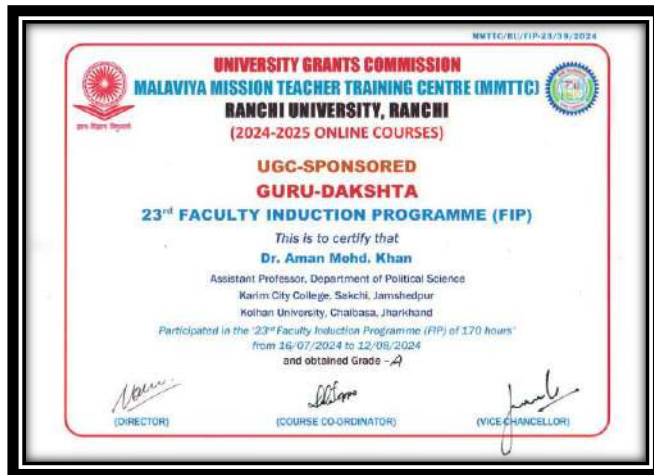 MMTTC/RU/FIP-23/39/2024
UNIVERSITY GRANTS COMMISSION
MALAVIYA MISSION TEACHER TRAINING CENTRE (MMTTC)
RANCHI UNIVERSITY, RANCHI
(2024-2025 ONLINE COURSES)
ज्ञान-विज्ञान विमुक्तये
UGC-SPONSORED
GURU-DAKSHTA
23rd FACULTY INDUCTION PROGRAMME (FIP)
This is to certify that
Dr. Aman Mohd. Khan
Assistant Professor, Department of Political Science
Karim City College, Sakchi, Jamshedpur
Kolhan University, Chaibasa, Jharkhand
Participated in the '23rd Faculty Induction Programme (FIP) of 170 hours'
from 16/07/2024 to 12/08/2024
and obtained Grade - A
(DIRECTOR)
(COURSE CO-ORDINATOR)
(VICE-CHANCELLOR)